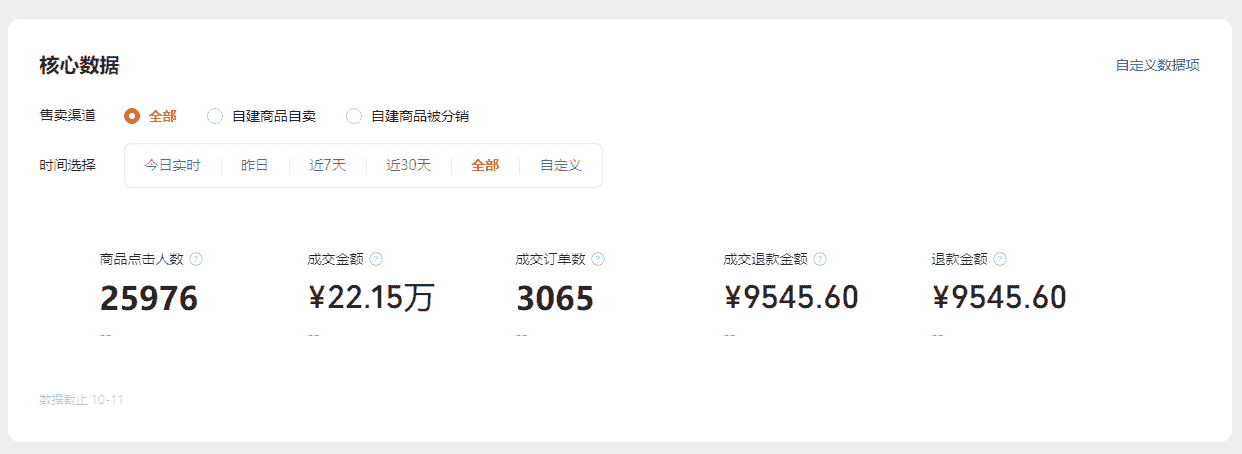 核心数据 自定义数据项
售卖渠道 全部 自建商品自卖 自建商品被分销
时间选择 今日实时 昨日 近7天 近30天 全部 自定义
商品点击人数 ? 成交金额 ? 成交订单数 ? 成交退款金额 ? 退款金额 ?
25976 ¥22.15万 3065 ¥9545.60 ¥9545.60
-- -- -- -- --
数据截止 10-11